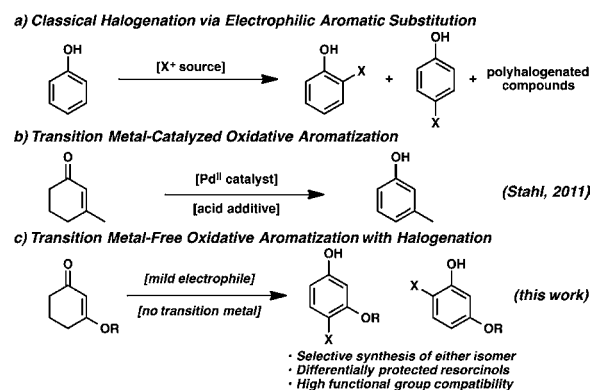 a) Classical Halogenation via Electrophilic Aromatic Substitution
OH
[X⁺ source]
OH
X
+
OH
X
+ polyhalogenated
compounds
b) Transition Metal-Catalyzed Oxidative Aromatization
O
[Pdᴵᴵ catalyst]
[acid additive]
OH
(Stahl, 2011)
c) Transition Metal-Free Oxidative Aromatization with Halogenation
O
OR
[mild electrophile]
[no transition metal]
OH
OR
X
OH
X
OR
(this work)
· Selective synthesis of either isomer
· Differentially protected resorcinols
· High functional group compatibility